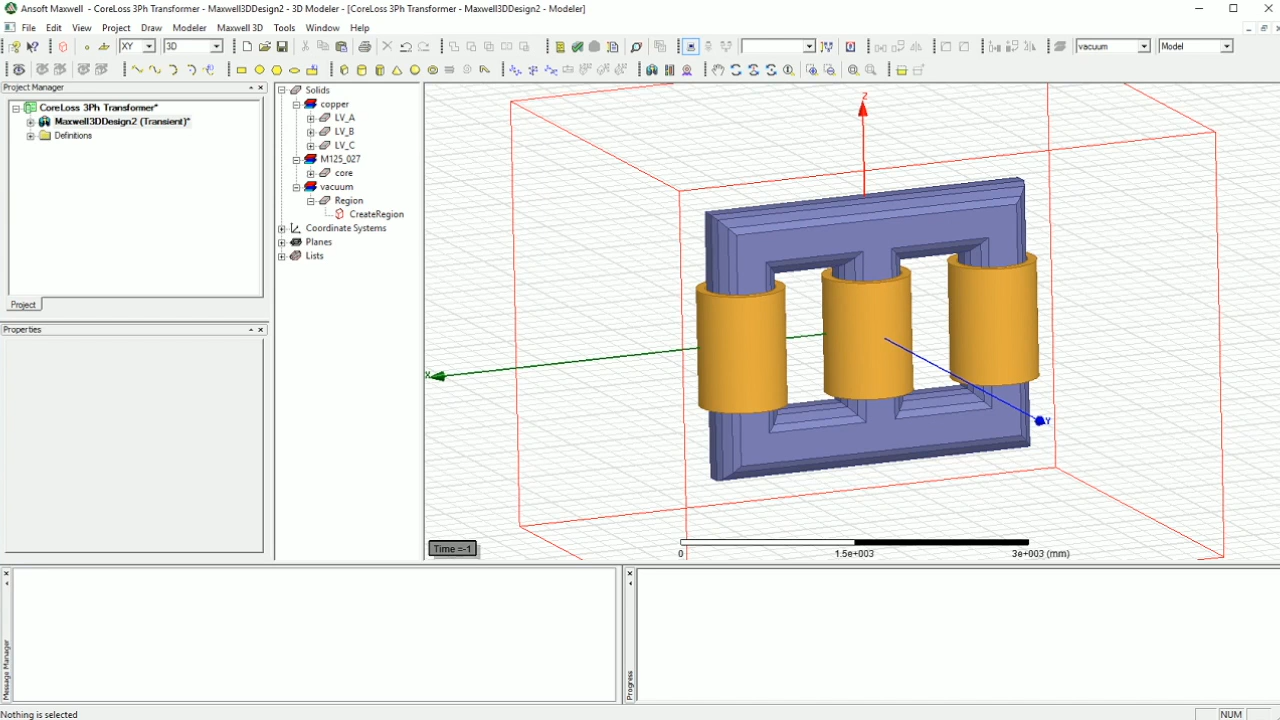 Ansoft Maxwell - CoreLoss 3Ph Transformer - Maxwell3DDesign2 - 3D Modeler - [CoreLoss 3Ph Transformer - Maxwell3DDesign2 - Modeler]
File Edit View Project Draw Modeler Maxwell 3D Tools Window Help
XY 3D vacuum Model
Project Manager
CoreLoss 3Ph Transformer*
Maxwell3DDesign2 (Transient)*
Definitions
Project
Properties
Solids
copper
LV_A
LV_B
LV_C
M125_027
core
vacuum
Region
CreateRegion
Coordinate Systems
Planes
Lists
Z
X
Y
Time =-1
0 1.5e+003 3e+003 (mm)
Message Manager
Progress
Nothing is selected
NUM